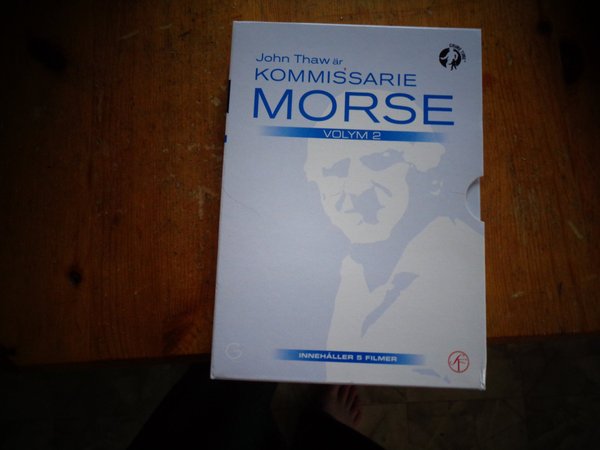 John Thaw är
KOMMISSARIE
MORSE
VOLYM 2
INNEHÅLLER 5 FILMER